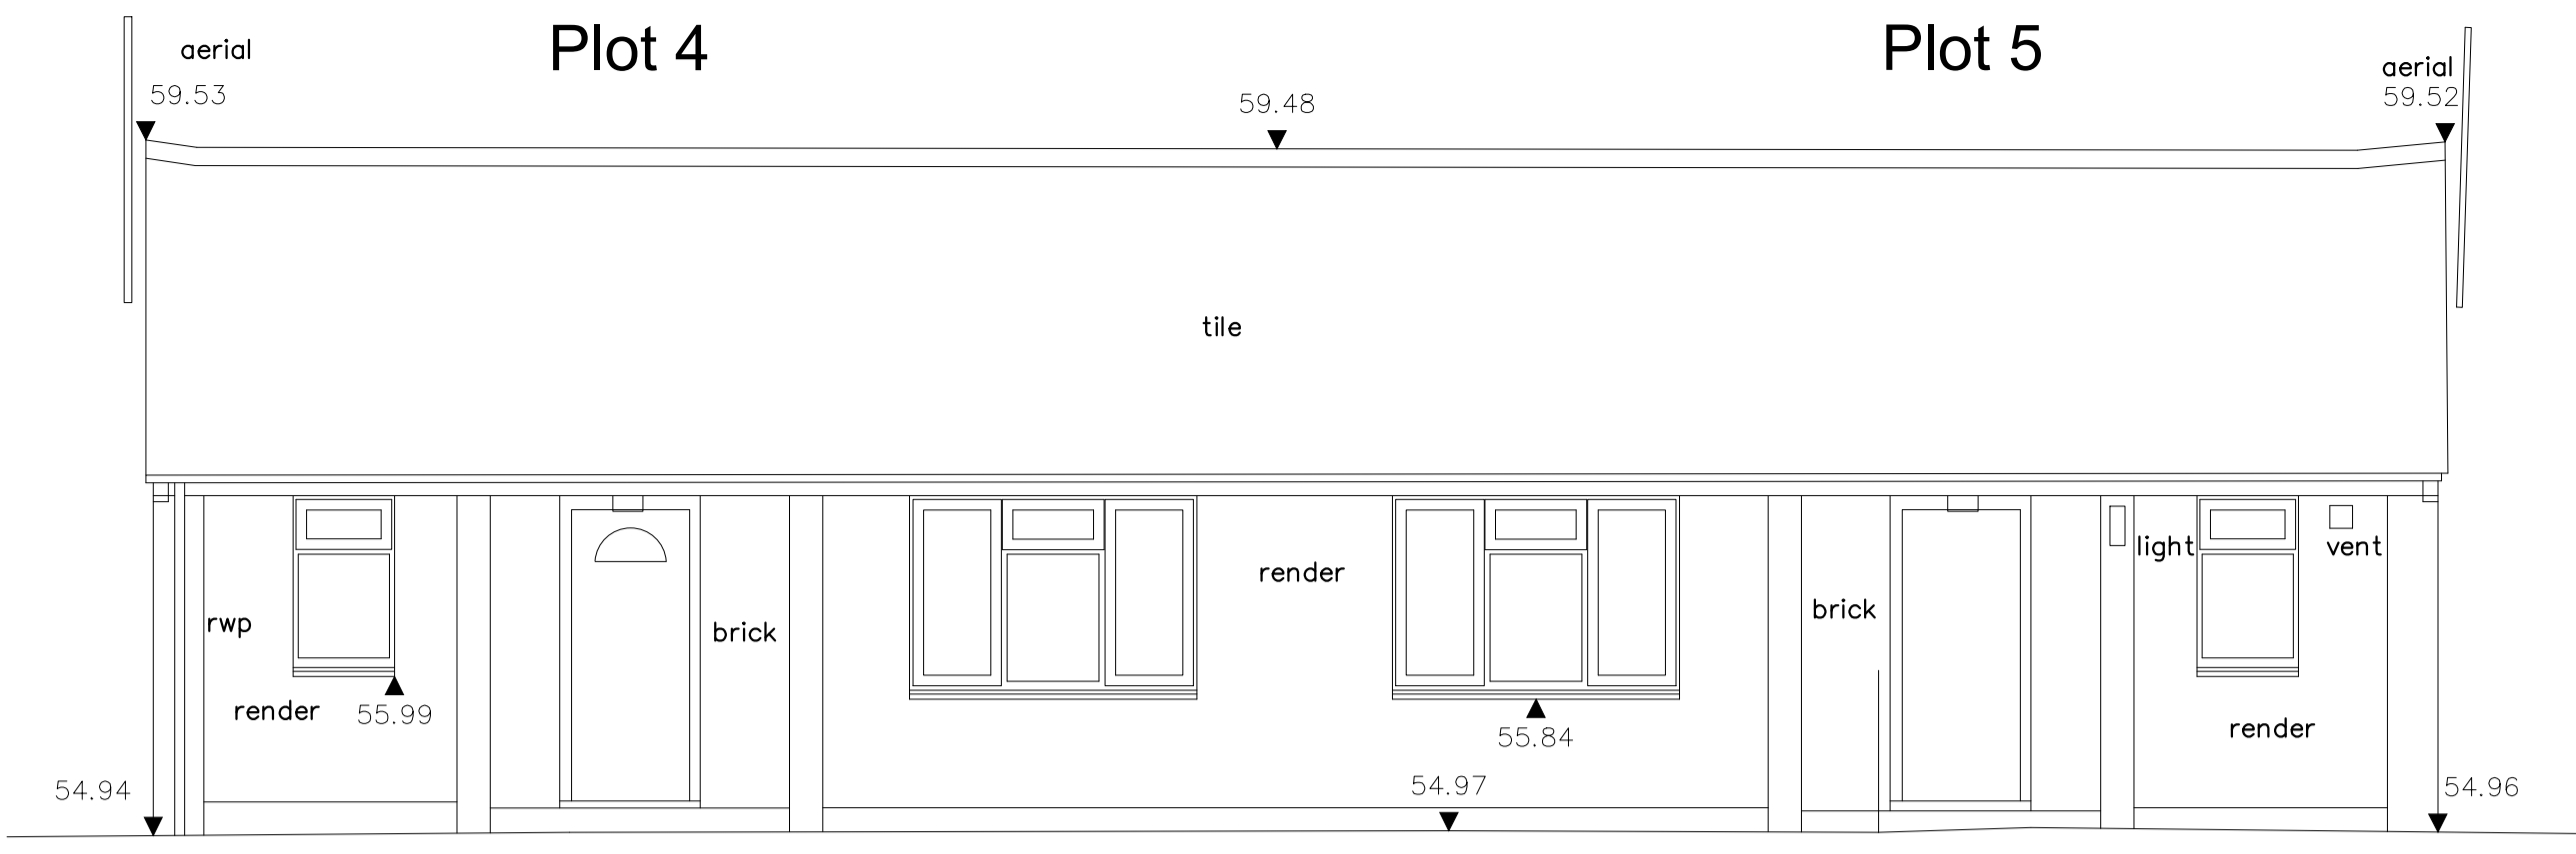 Plot 4
Plot 5
aerial
59.53
59.48
aerial
59.52
tile
rwp
render
55.99
brick
render
55.84
brick
light
vent
render
54.94
54.97
54.96